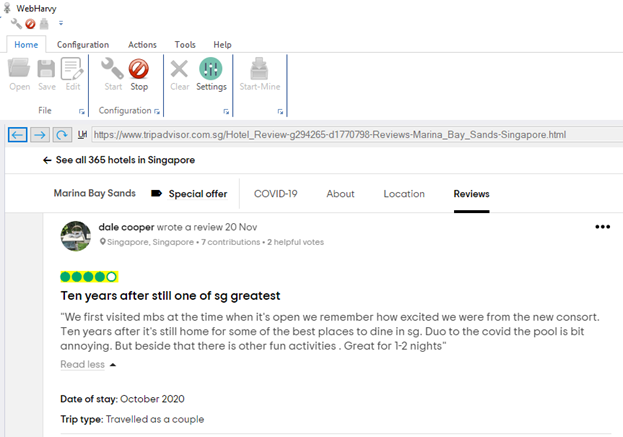 WebHarvy
Home Configuration Actions Tools Help
Open Save Edit Start Stop Clear Settings Start-Mine
File Configuration
Url https://www.tripadvisor.com.sg/Hotel_Review-g294265-d1770798-Reviews-Marina_Bay_Sands-Singapore.html
← See all 365 hotels in Singapore
Marina Bay Sands Special offer COVID-19 About Location Reviews
dale cooper wrote a review 20 Nov
Singapore, Singapore • 7 contributions • 2 helpful votes
Ten years after still one of sg greatest
"We first visited mbs at the time when it's open we remember how excited we were from the new consort.
Ten years after it's still home for some of the best places to dine in sg. Duo to the covid the pool is bit
annoying. But beside that there is other fun activities . Great for 1-2 nights"
Read less
Date of stay: October 2020
Trip type: Travelled as a couple